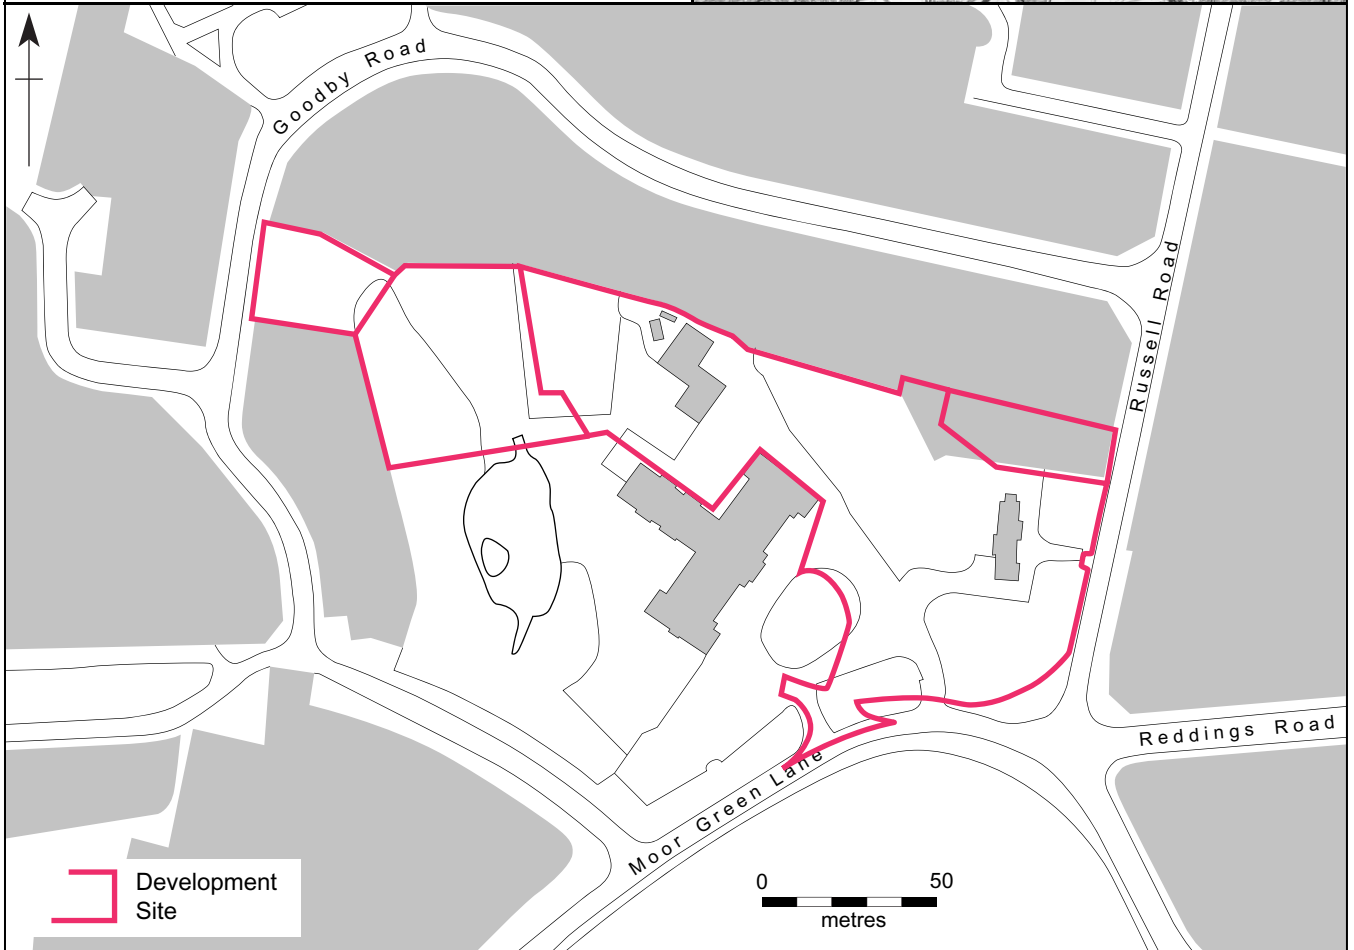 Goodby Road
Russell Road
Reddings Road
Moor Green Lane
Development
Site
0 50
metres